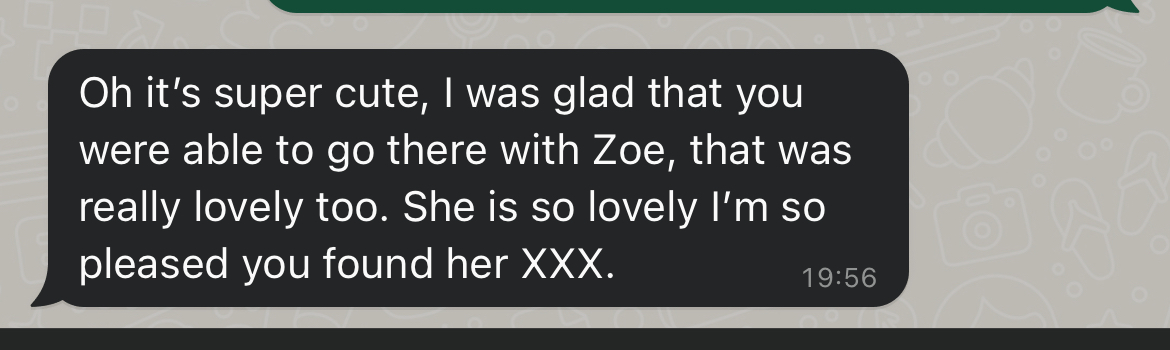 Oh it’s super cute, I was glad that you
were able to go there with Zoe, that was
really lovely too. She is so lovely I’m so
pleased you found her XXX.
19:56